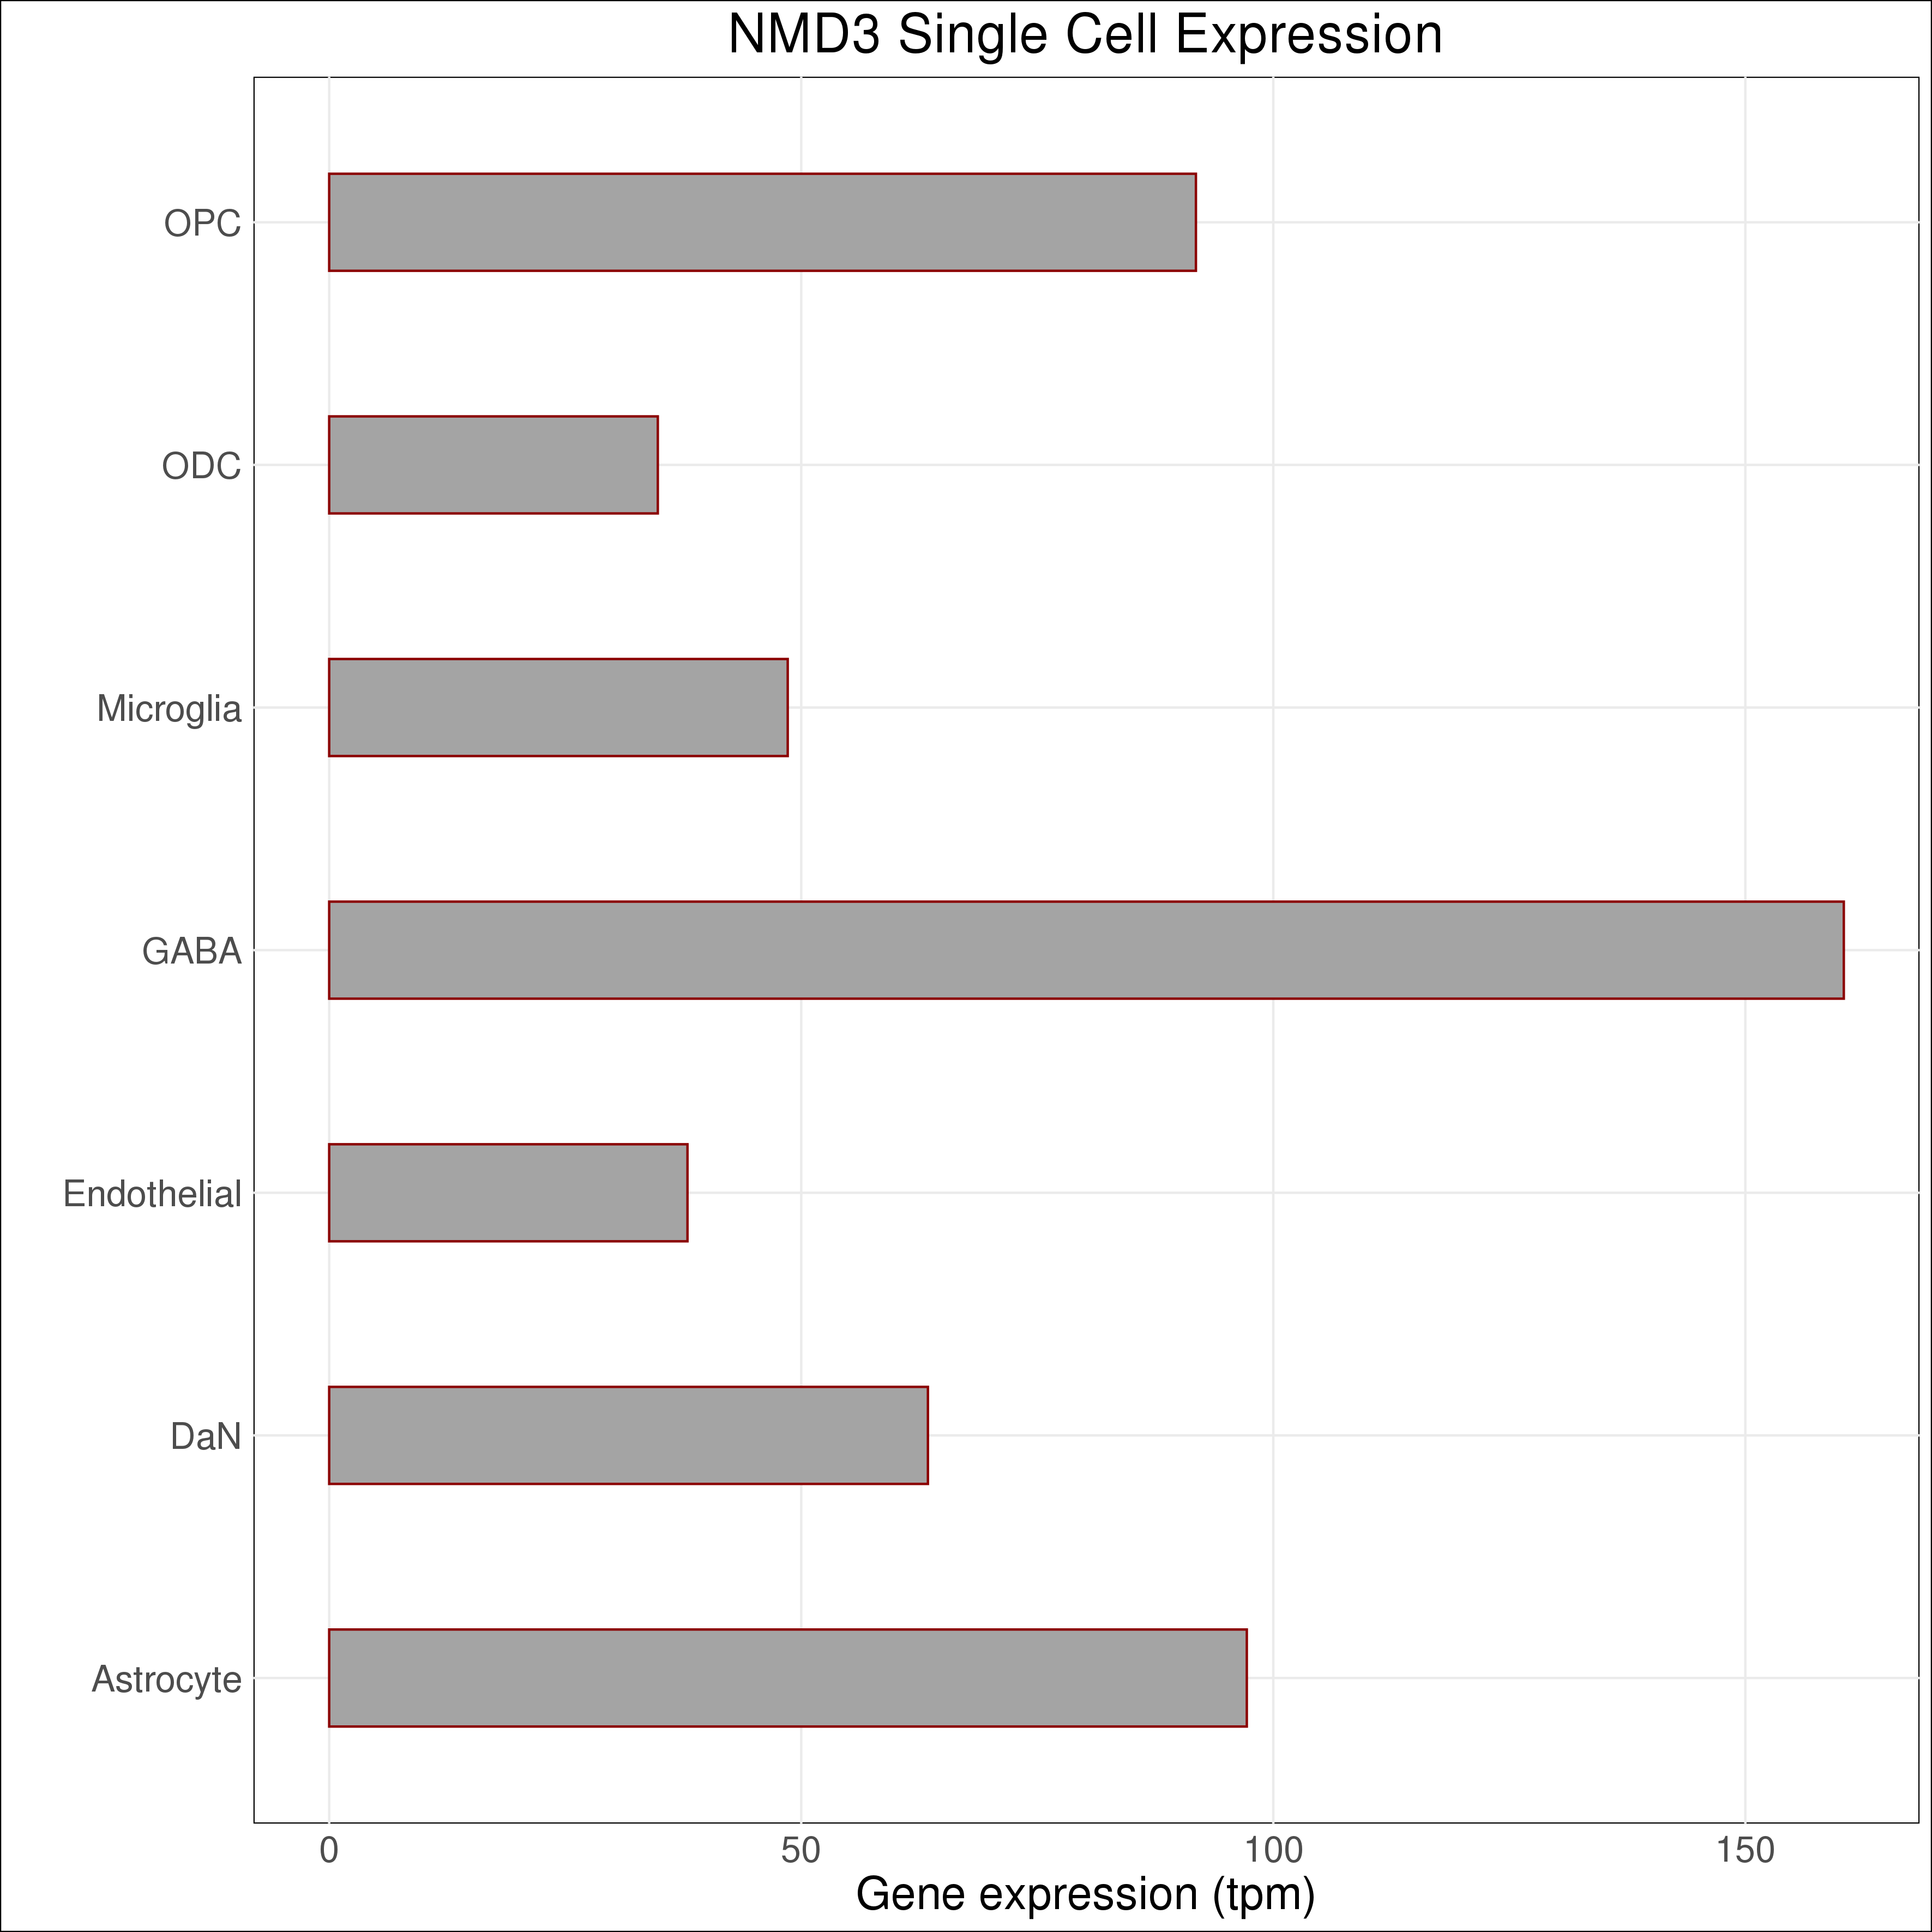 NMD3 Single Cell Expression
OPC
ODC
Microglia
GABA
Endothelial
DaN
Astrocyte
0 50 100 150
Gene expression (tpm)